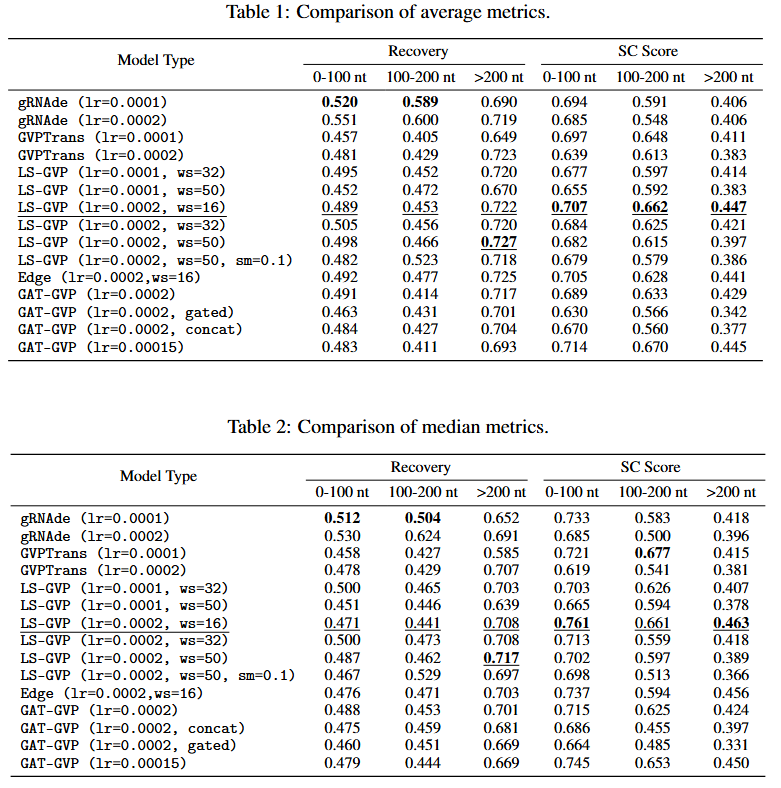 Table 1: Comparison of average metrics.
Model Type Recovery SC Score
0-100 nt 100-200 nt >200 nt 0-100 nt 100-200 nt >200 nt
gRNAde (lr=0.0001) 0.520 0.589 0.690 0.694 0.591 0.406
gRNAde (lr=0.0002) 0.551 0.600 0.719 0.685 0.548 0.406
GVPTrans (lr=0.0001) 0.457 0.405 0.649 0.697 0.648 0.411
GVPTrans (lr=0.0002) 0.481 0.429 0.723 0.639 0.613 0.383
LS-GVP (lr=0.0001, ws=32) 0.495 0.452 0.720 0.677 0.597 0.414
LS-GVP (lr=0.0001, ws=50) 0.452 0.472 0.670 0.655 0.592 0.383
LS-GVP (lr=0.0002, ws=16) 0.489 0.453 0.722 0.707 0.662 0.447
LS-GVP (lr=0.0002, ws=32) 0.505 0.456 0.720 0.684 0.625 0.421
LS-GVP (lr=0.0002, ws=50) 0.498 0.466 0.727 0.682 0.615 0.397
LS-GVP (lr=0.0002, ws=50, sm=0.1) 0.482 0.523 0.718 0.679 0.579 0.386
Edge (lr=0.0002,ws=16) 0.492 0.477 0.725 0.705 0.628 0.441
GAT-GVP (lr=0.0002) 0.491 0.414 0.717 0.689 0.633 0.429
GAT-GVP (lr=0.0002, gated) 0.463 0.431 0.701 0.630 0.566 0.342
GAT-GVP (lr=0.0002, concat) 0.484 0.427 0.704 0.670 0.560 0.377
GAT-GVP (lr=0.00015) 0.483 0.411 0.693 0.714 0.670 0.445
Table 2: Comparison of median metrics.
Model Type Recovery SC Score
0-100 nt 100-200 nt >200 nt 0-100 nt 100-200 nt >200 nt
gRNAde (lr=0.0001) 0.512 0.504 0.652 0.733 0.583 0.418
gRNAde (lr=0.0002) 0.530 0.624 0.691 0.685 0.500 0.396
GVPTrans (lr=0.0001) 0.458 0.427 0.585 0.721 0.677 0.415
GVPTrans (lr=0.0002) 0.478 0.429 0.707 0.619 0.541 0.381
LS-GVP (lr=0.0001, ws=32) 0.500 0.465 0.703 0.703 0.626 0.407
LS-GVP (lr=0.0001, ws=50) 0.451 0.446 0.639 0.665 0.594 0.378
LS-GVP (lr=0.0002, ws=16) 0.471 0.441 0.708 0.761 0.661 0.463
LS-GVP (lr=0.0002, ws=32) 0.500 0.473 0.708 0.713 0.559 0.418
LS-GVP (lr=0.0002, ws=50) 0.487 0.462 0.717 0.702 0.597 0.389
LS-GVP (lr=0.0002, ws=50, sm=0.1) 0.467 0.529 0.697 0.698 0.513 0.366
Edge (lr=0.0002,ws=16) 0.476 0.471 0.703 0.737 0.594 0.456
GAT-GVP (lr=0.0002) 0.488 0.453 0.701 0.715 0.625 0.424
GAT-GVP (lr=0.0002, concat) 0.475 0.459 0.681 0.686 0.455 0.397
GAT-GVP (lr=0.0002, gated) 0.460 0.451 0.669 0.664 0.485 0.331
GAT-GVP (lr=0.00015) 0.479 0.444 0.669 0.745 0.653 0.450